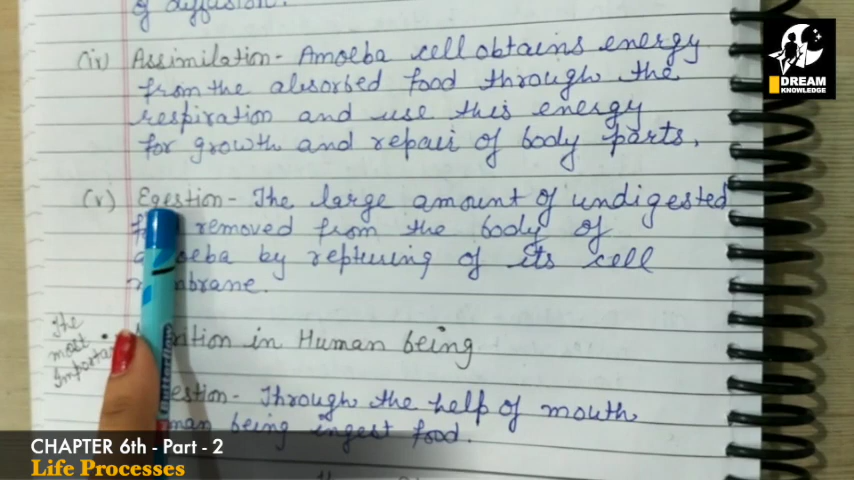 of diffusion.
(iv) Assimilation - Amoeba cell obtains energy
from the absorbed food through the
respiration and use this energy
for growth and repair of body parts.
(v) Egestion - The large amount of undigested
removed from the body of
by repturing of its cell
The most important
in Human being
Through the help of mouth
being ingest food.
DREAM
KNOWLEDGE
CHAPTER 6th - Part - 2
Life Processes